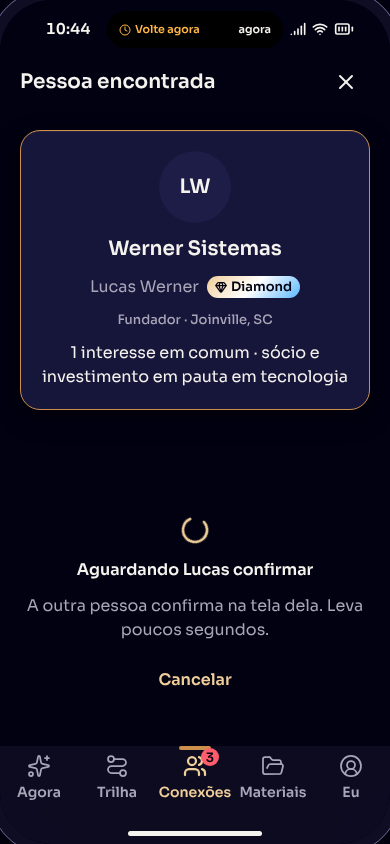 10:44
Volte agora
agora
Pessoa encontrada
LW
Werner Sistemas
Lucas Werner Diamond
Fundador · Joinville, SC
1 interesse em comum · sócio e
investimento em pauta em tecnologia
Aguardando Lucas confirmar
A outra pessoa confirma na tela dela. Leva
poucos segundos.
Cancelar
3
Agora
Trilha
Conexões
Materiais
Eu